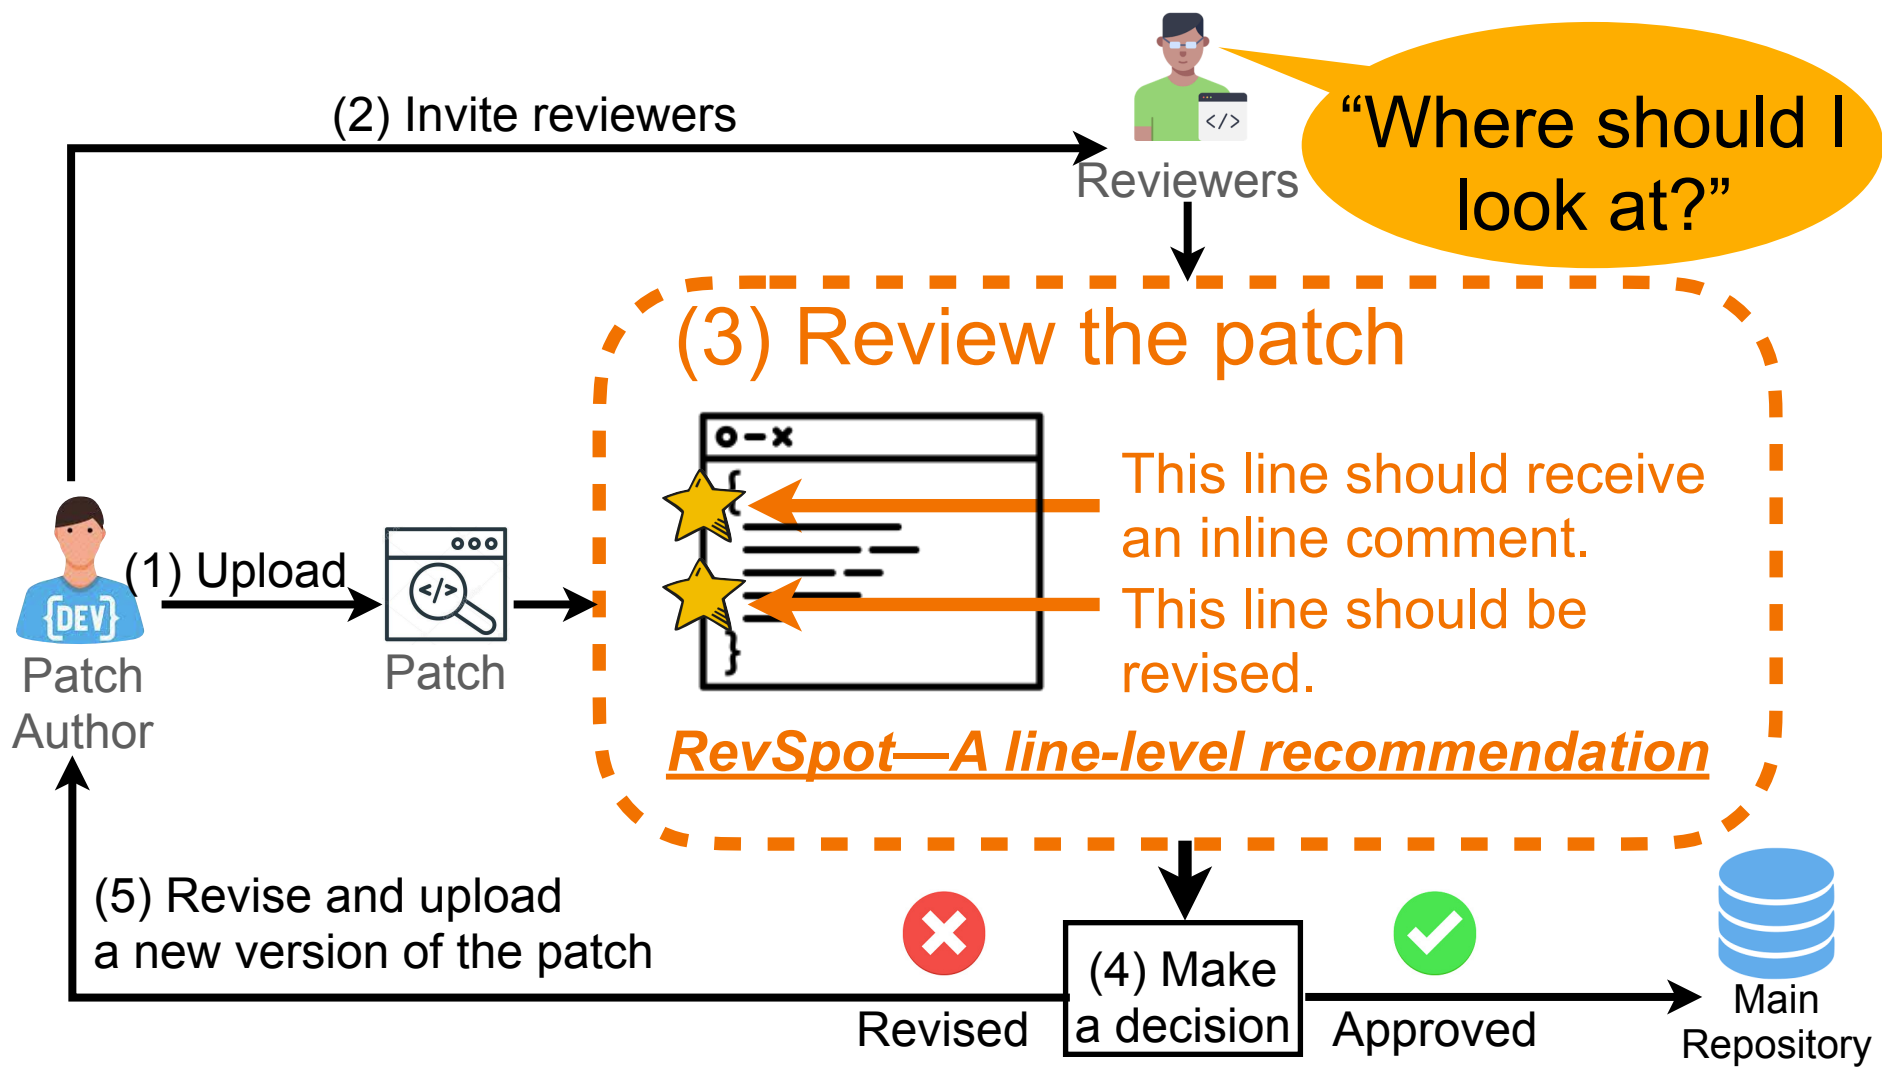 (2) Invite reviewers
</>
Reviewers
“Where should I
look at?”
(3) Review the patch
This line should receive
an inline comment.
This line should be
revised.
RevSpot—A line-level recommendation
{DEV}
Patch
Author
(1) Upload
</>
Patch
(5) Revise and upload
a new version of the patch
Revised
(4) Make
a decision
Approved
Main
Repository